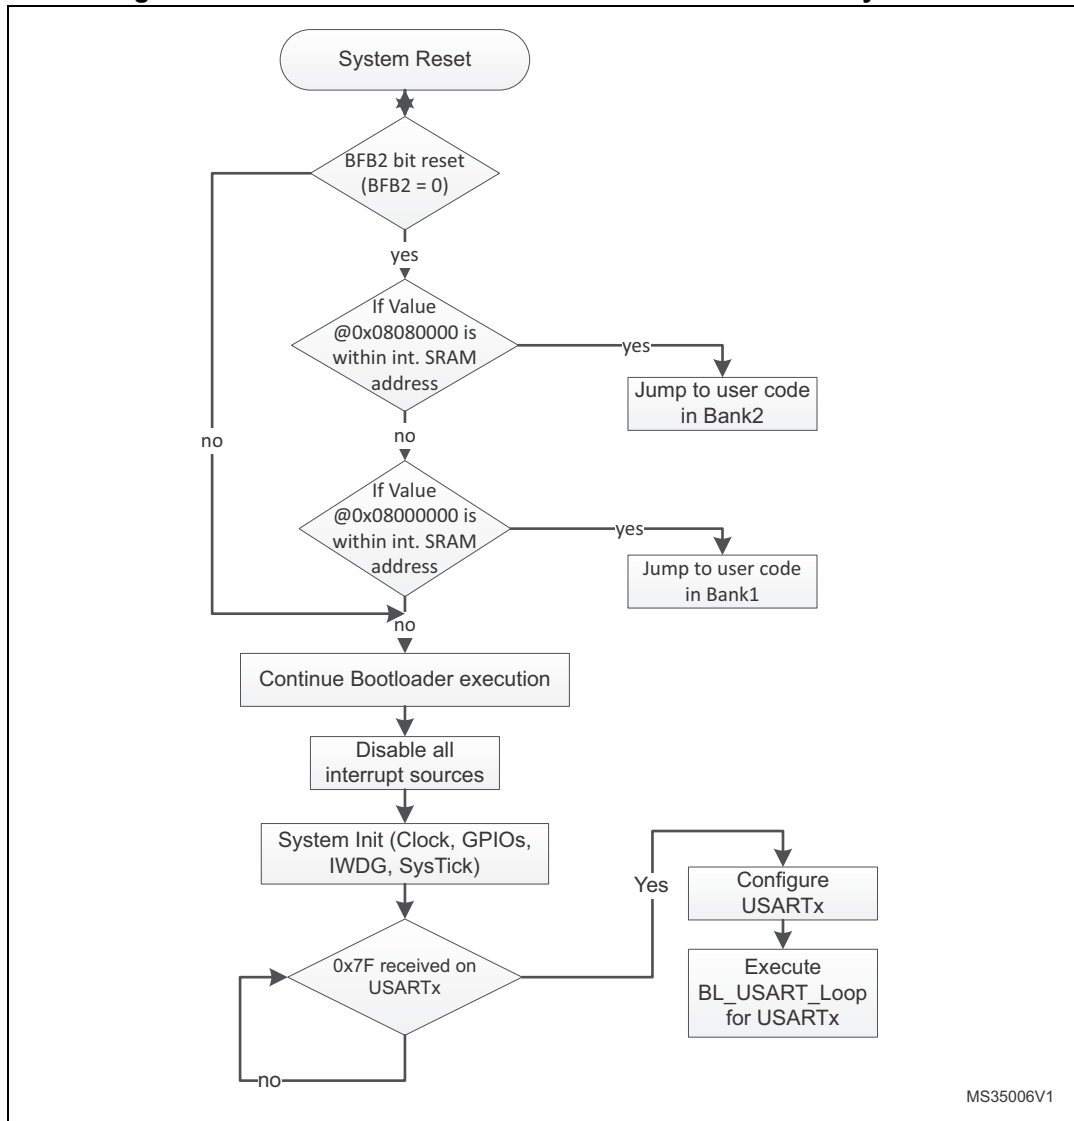 System Reset
BFB2 bit reset
(BFB2 = 0)
yes
If Value
@0x08080000 is
within int. SRAM
address
yes
Jump to user code
in Bank2
no
no
If Value
@0x08000000 is
within int. SRAM
address
yes
Jump to user code
in Bank1
no
Continue Bootloader execution
Disable all
interrupt sources
System Init (Clock, GPIOs,
IWDG, SysTick)
Yes
Configure
USARTx
0x7F received on
USARTx
Execute
BL_USART_Loop
for USARTx
no
MS35006V1